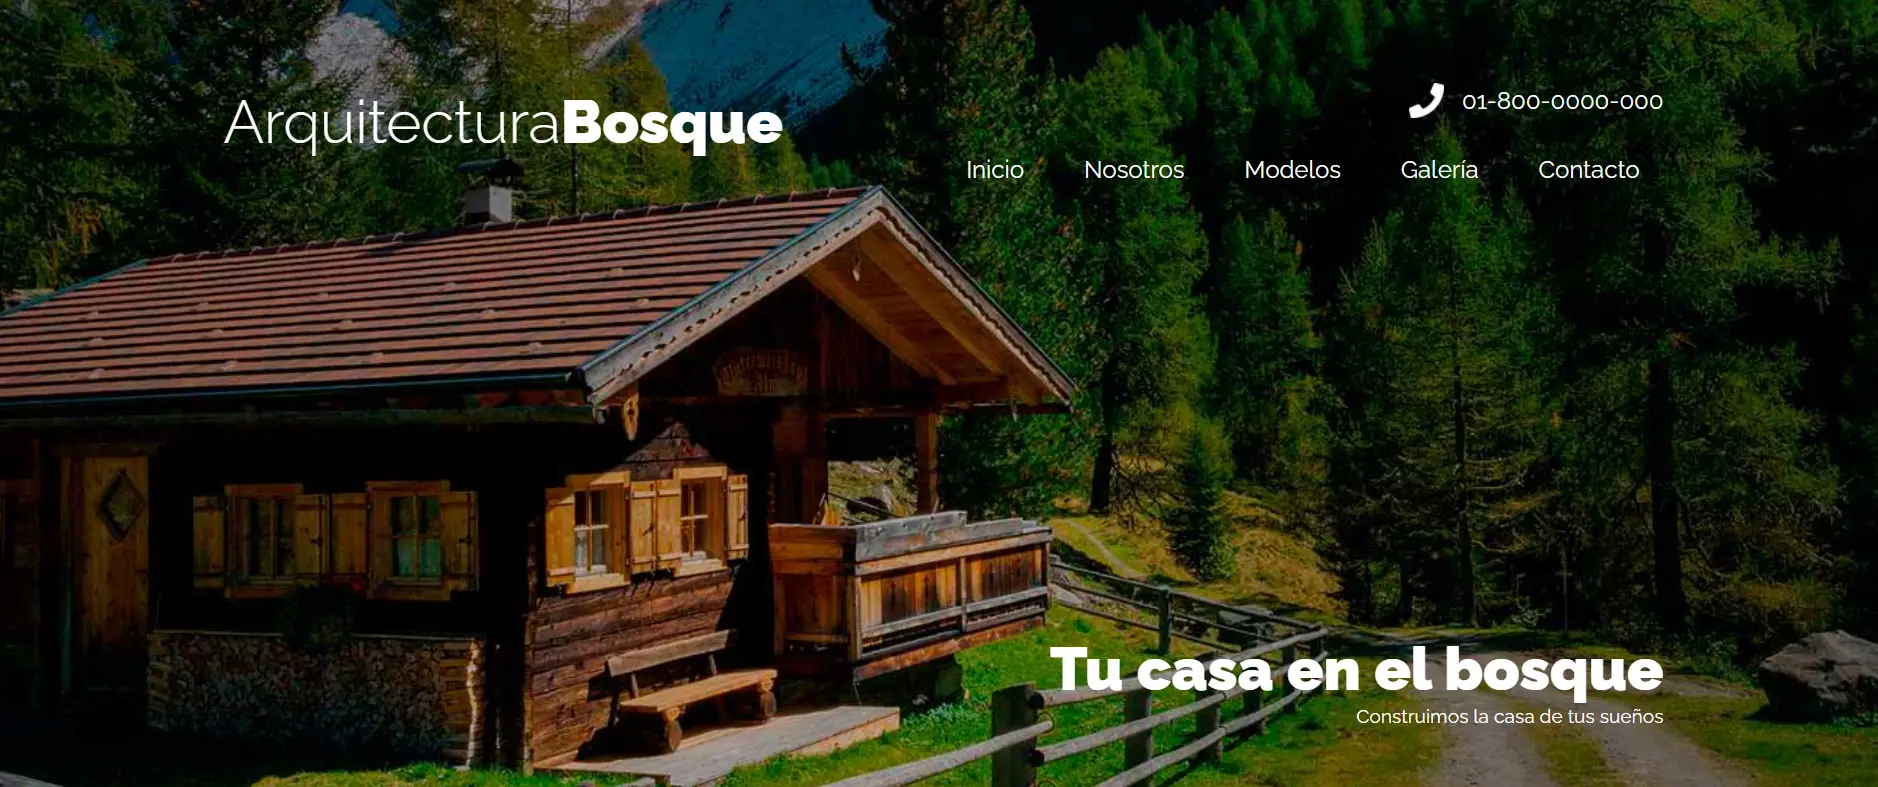 ArquitecturaBosque
01-800-0000-000
Inicio Nosotros Modelos Galería Contacto
Tu casa en el bosque
Construimos la casa de tus sueños